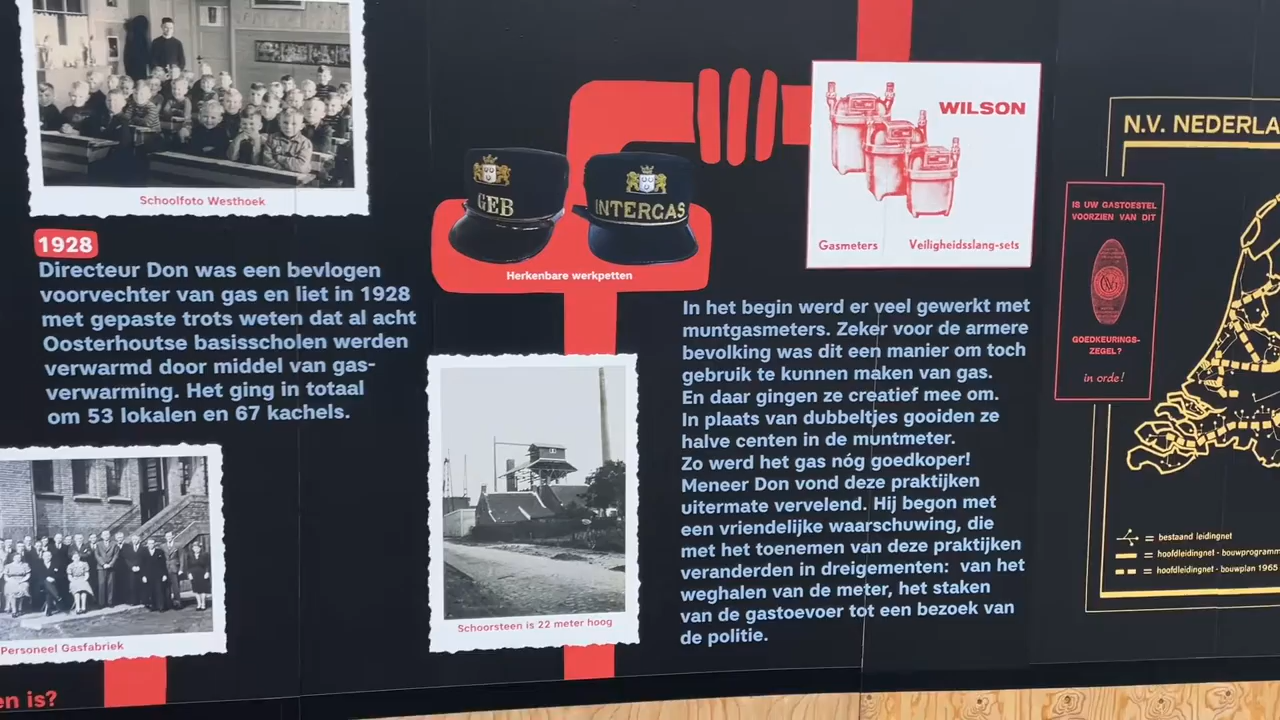 Schoolfoto Westhoek
1928
Directeur Don was een bevlogen
voorvechter van gas en liet in 1928
met gepaste trots weten dat al acht
Oosterhoutse basisscholen werden
verwarmd door middel van gas-
verwarming. Het ging in totaal
om 53 lokalen en 67 kachels.
Personeel Gasfabriek
en is?
GEB
INTERGAS
Herkenbare werkpetten
Schoorsteen is 22 meter hoog
WILSON
Gasmeters Veiligheidsslang-sets
In het begin werd er veel gewerkt met
muntgasmeters. Zeker voor de armere
bevolking was dit een manier om toch
gebruik te kunnen maken van gas.
En daar gingen ze creatief mee om.
In plaats van dubbeltjes gooiden ze
halve centen in de muntmeter.
Zo werd het gas nóg goedkoper!
Meneer Don vond deze praktijken
uitermate vervelend. Hij begon met
een vriendelijke waarschuwing, die
met het toenemen van deze praktijken
veranderden in dreigementen: van het
weghalen van de meter, het staken
van de gastoevoer tot een bezoek van
de politie.
N.V. NEDERLA
IS UW GASTOESTEL
VOORZIEN VAN DIT
GOEDKEURINGS-
ZEGEL?
in orde!
= bestaand leidingnet
= hoofdleidingnet - bouwprogramm
= hoofdleidingnet - bouwplan 1965